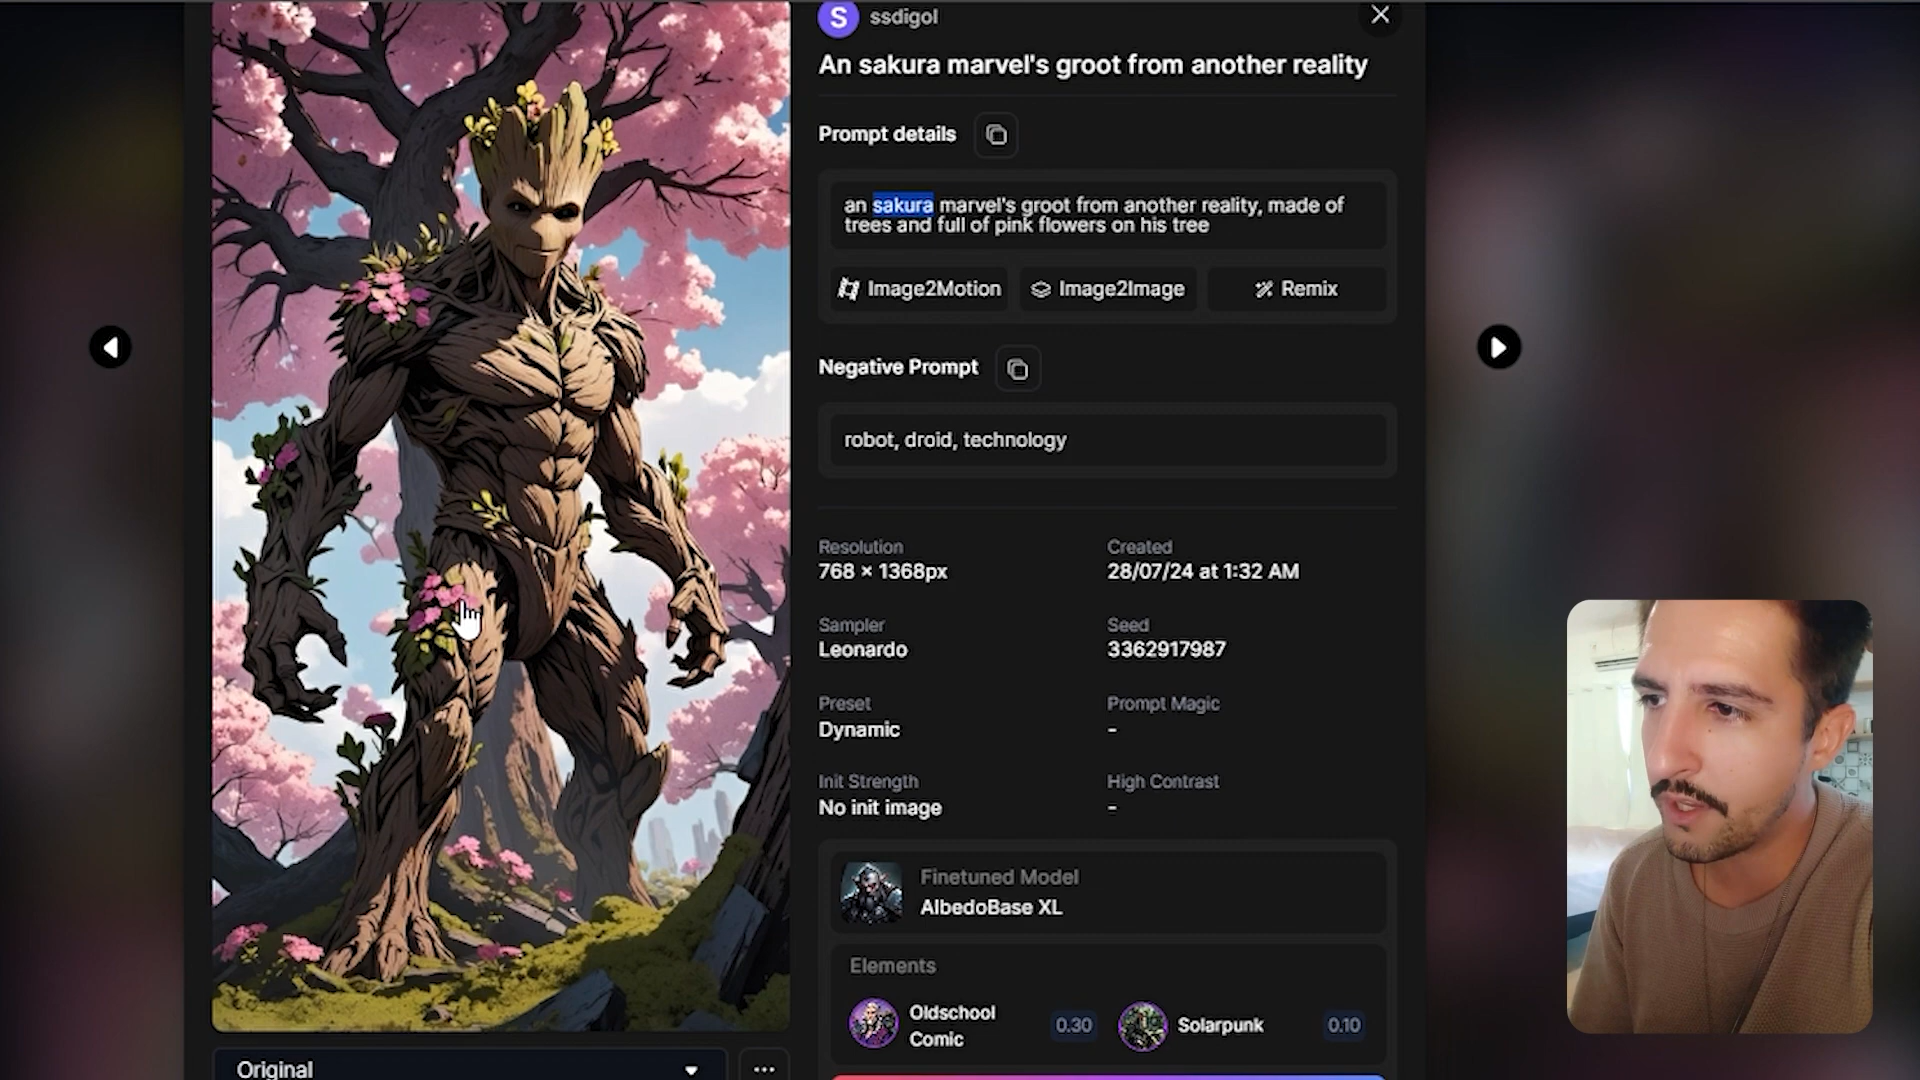 S ssdigol
An sakura marvel's groot from another reality
Prompt details
an sakura marvel's groot from another reality, made of
trees and full of pink flowers on his tree
Image2Motion Image2Image Remix
Negative Prompt
robot, droid, technology
Resolution Created
768 × 1368px 28/07/24 at 1:32 AM
Sampler Seed
Leonardo 3362917987
Preset Prompt Magic
Dynamic -
Init Strength High Contrast
No init image -
Finetuned Model
AlbedoBase XL
Elements
Oldschool
Comic 0.30 Solarpunk 0.10
Original ...